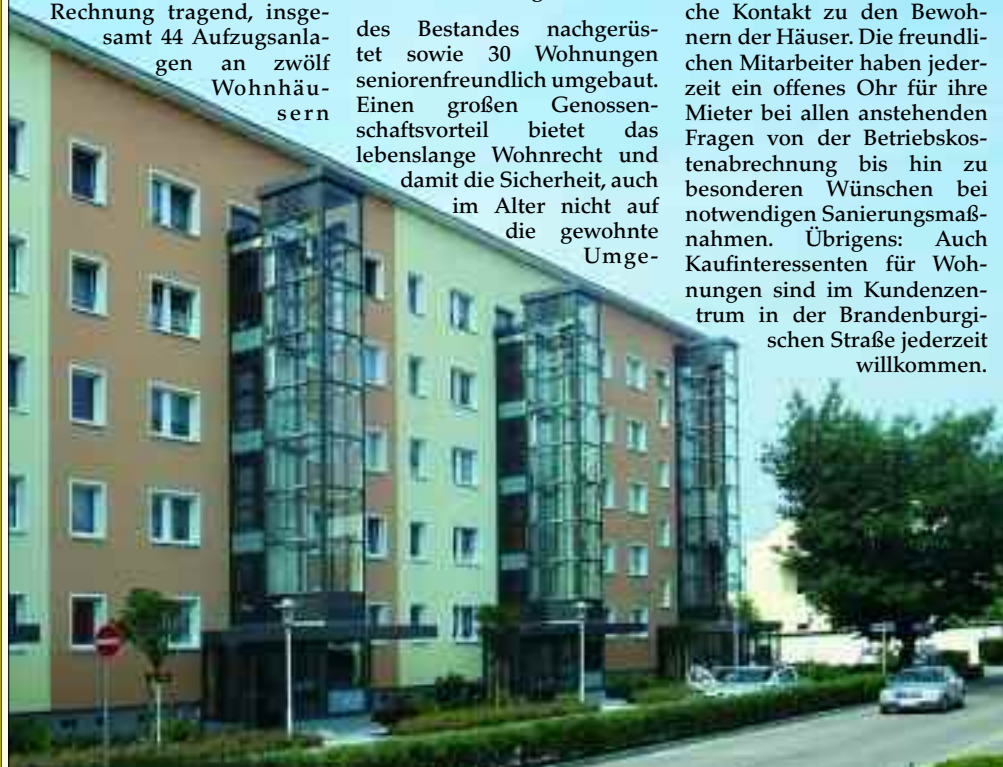 Rechnung tragend, insge-
samt 44 Aufzugsanla-
gen an zwölf
Wohnhäu-
sern
des Bestandes nachgerüs-
tet sowie 30 Wohnungen
seniorenfreundlich umgebaut.
Einen großen Genossen-
schaftsvorteil bietet das
lebenslange Wohnrecht und
damit die Sicherheit, auch
im Alter nicht auf
die gewohnte
Umge-
che Kontakt zu den Bewoh-
nern der Häuser. Die freundli-
chen Mitarbeiter haben jeder-
zeit ein offenes Ohr für ihre
Mieter bei allen anstehenden
Fragen von der Betriebskos-
tenabrechnung bis hin zu
besonderen Wünschen bei
notwendigen Sanierungsmaß-
nahmen. Übrigens: Auch
Kaufinteressenten für Woh-
nungen sind im Kundenzen-
trum in der Brandenburgi-
schen Straße jederzeit
willkommen.